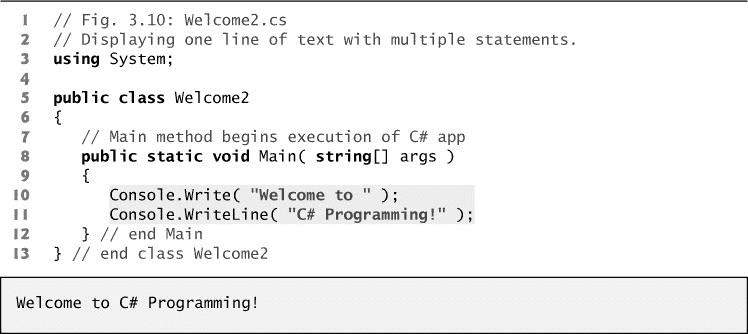 1 // Fig. 3.10: Welcome2.cs
2 // Displaying one line of text with multiple statements.
3 using System;
4
5 public class Welcome2
6 {
7 // Main method begins execution of C# app
8 public static void Main( string[] args )
9 {
10 Console.Write( "Welcome to " );
11 Console.WriteLine( "C# Programming!" );
12 } // end Main
13 } // end class Welcome2
Welcome to C# Programming!